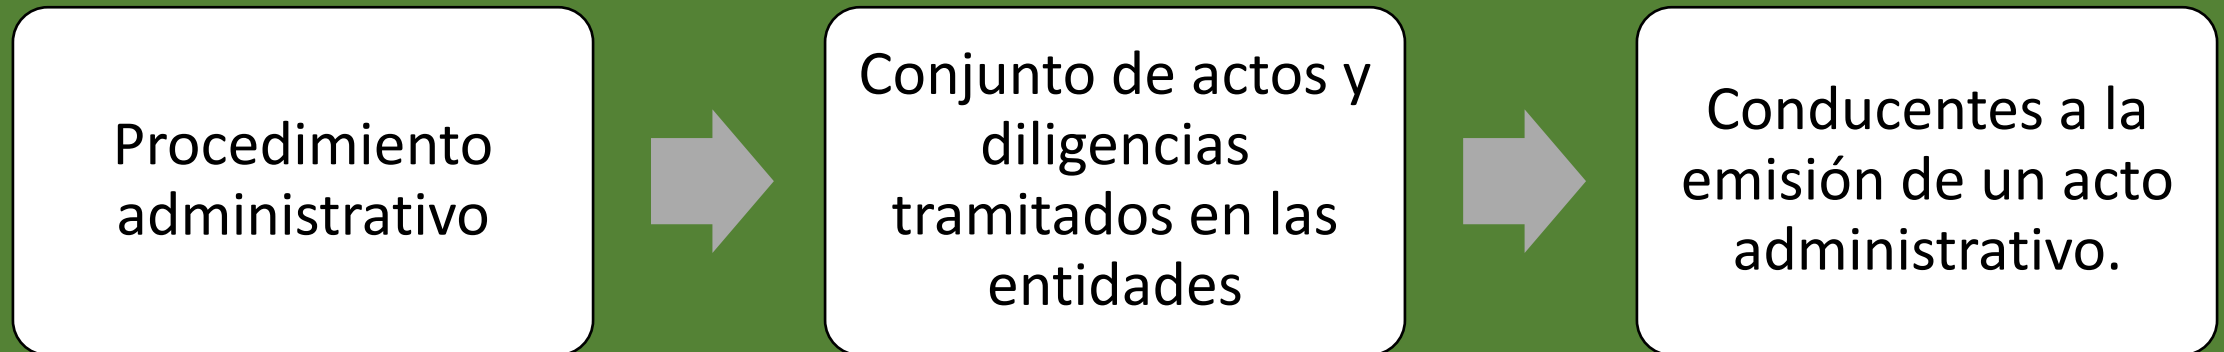 Procedimiento
administrativo
Conjunto de actos y
diligencias
tramitados en las
entidades
Conducentes a la
emisión de un acto
administrativo.